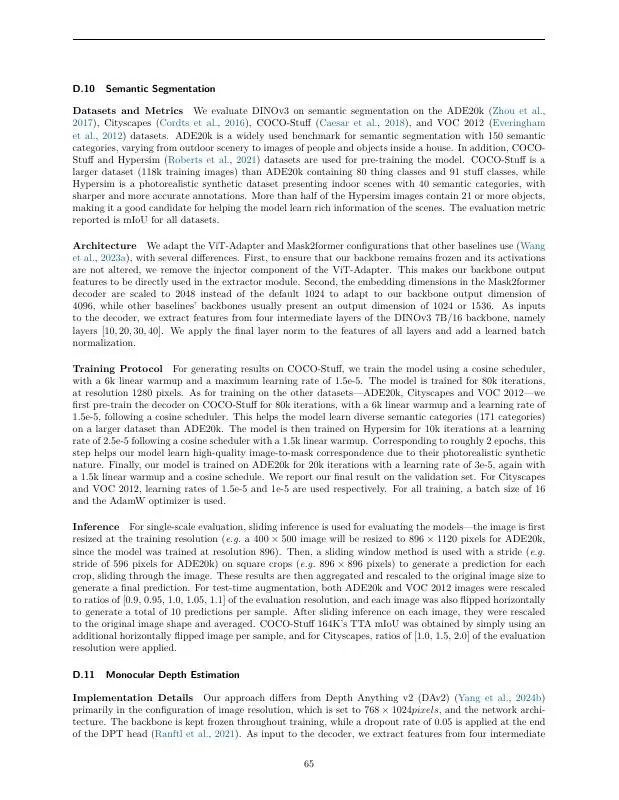 D.10 Semantic Segmentation
Datasets and Metrics We evaluate DINOv3 on semantic segmentation on the ADE20k (Zhou et al.,
2017), Cityscapes (Cordts et al., 2016), COCO-Stuff (Caesar et al., 2018), and VOC 2012 (Everingham
et al., 2012) datasets. ADE20k is a widely used benchmark for semantic segmentation with 150 semantic
categories, varying from outdoor scenery to images of people and objects inside a house. In addition, COCO-
Stuff and Hypersim (Roberts et al., 2021) datasets are used for pre-training the model. COCO-Stuff is a
larger dataset (118k training images) than ADE20k containing 80 thing classes and 91 stuff classes, while
Hypersim is a photorealistic synthetic dataset presenting indoor scenes with 40 semantic categories, with
sharper and more accurate annotations. More than half of the Hypersim images contain 21 or more objects,
making it a good candidate for helping the model learn rich information of the scenes. The evaluation metric
reported is mIoU for all datasets.
Architecture We adapt the ViT-Adapter and Mask2former configurations that other baselines use (Wang
et al., 2023a), with several differences. First, to ensure that our backbone remains frozen and its activations
are not altered, we remove the injector component of the ViT-Adapter. This makes our backbone output
features to be directly used in the extractor module. Second, the embedding dimensions in the Mask2former
decoder are scaled to 2048 instead of the default 1024 to adapt to our backbone output dimension of
4096, while other baselines' backbones usually present an output dimension of 1024 or 1536. As inputs
to the decoder, we extract features from four intermediate layers of the DINOv3 7B/16 backbone, namely
layers [10, 20, 30, 40]. We apply the final layer norm to the features of all layers and add a learned batch
normalization.
Training Protocol For generating results on COCO-Stuff, we train the model using a cosine scheduler,
with a 6k linear warmup and a maximum learning rate of 1.5e-5. The model is trained for 80k iterations,
at resolution 1280 pixels. As for training on the other datasets—ADE20k, Cityscapes and VOC 2012—we
first pre-train the decoder on COCO-Stuff for 80k iterations, with a 6k linear warmup and a learning rate of
1.5e-5, following a cosine scheduler. This helps the model learn diverse semantic categories (171 categories)
on a larger dataset than ADE20k. The model is then trained on Hypersim for 10k iterations at a learning
rate of 2.5e-5 following a cosine scheduler with a 1.5k linear warmup. Corresponding to roughly 2 epochs, this
step helps our model learn high-quality image-to-mask correspondence due to their photorealistic synthetic
nature. Finally, our model is trained on ADE20k for 20k iterations with a learning rate of 3e-5, again with
a 1.5k linear warmup and a cosine schedule. We report our final result on the validation set. For Cityscapes
and VOC 2012, learning rates of 1.5e-5 and 1e-5 are used respectively. For all training, a batch size of 16
and the AdamW optimizer is used.
Inference For single-scale evaluation, sliding inference is used for evaluating the models—the image is first
resized at the training resolution (e.g. a 400 × 500 image will be resized to 896 × 1120 pixels for ADE20k,
since the model was trained at resolution 896). Then, a sliding window method is used with a stride (e.g.
stride of 596 pixels for ADE20k) on square crops (e.g. 896 × 896 pixels) to generate a prediction for each
crop, sliding through the image. These results are then aggregated and rescaled to the original image size to
generate a final prediction. For test-time augmentation, both ADE20k and VOC 2012 images were rescaled
to ratios of [0.9, 0.95, 1.0, 1.05, 1.1] of the evaluation resolution, and each image was also flipped horizontally
to generate a total of 10 predictions per sample. After sliding inference on each image, they were rescaled
to the original image shape and averaged. COCO-Stuff 164K's TTA mIoU was obtained by simply using an
additional horizontally flipped image per sample, and for Cityscapes, ratios of [1.0, 1.5, 2.0] of the evaluation
resolution were applied.
D.11 Monocular Depth Estimation
Implementation Details Our approach differs from Depth Anything v2 (DAv2) (Yang et al., 2024b)
primarily in the configuration of image resolution, which is set to 768 × 1024pixels, and the network archi-
tecture. The backbone is kept frozen throughout training, while a dropout rate of 0.05 is applied at the end
of the DPT head (Ranftl et al., 2021). As input to the decoder, we extract features from four intermediate
65